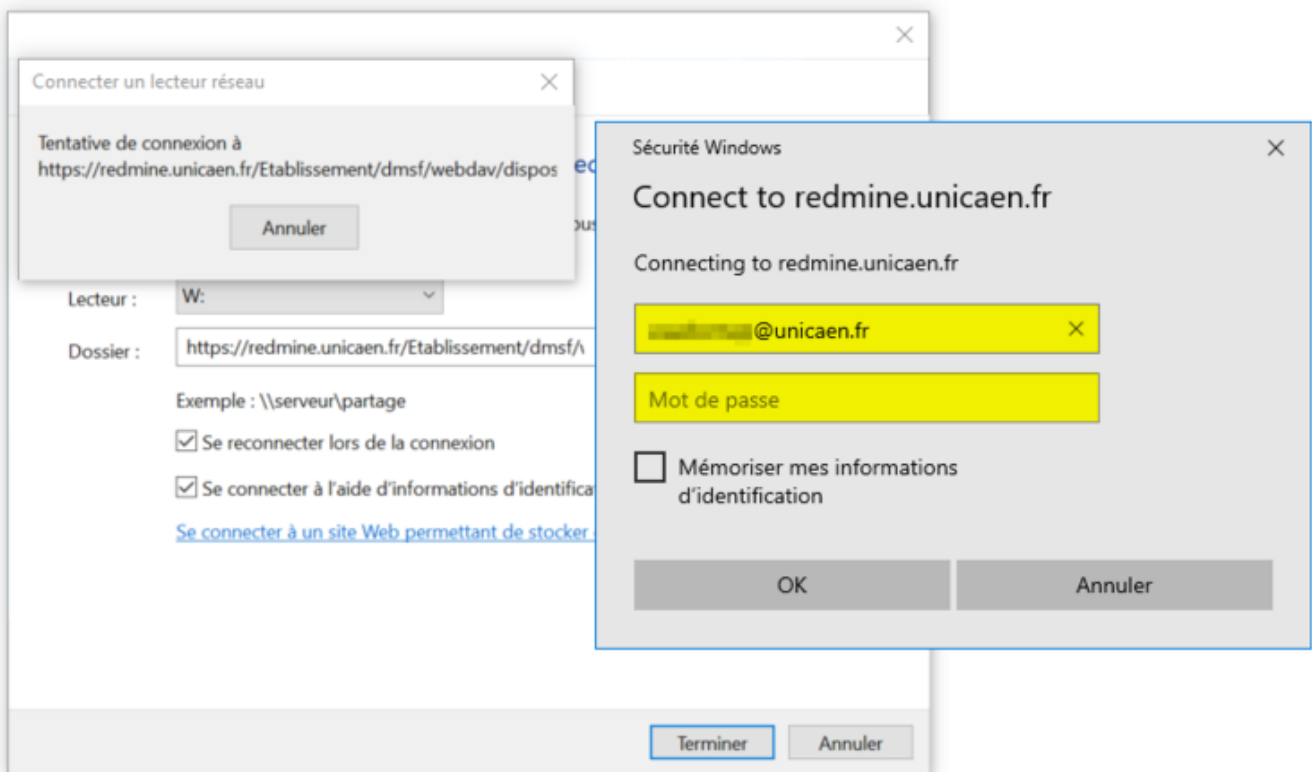 Connecter un lecteur réseau
Tentative de connexion à
https://redmine.unicaen.fr/Etablissement/dmsf/webdav/dispos
Annuler
Lecteur :
W:
Dossier :
https://redmine.unicaen.fr/Etablissement/dmsf/
Exemple : \\serveur\partage
Se reconnecter lors de la connexion
Se connecter à l'aide d'informations
Se connecter à un site Web permettant de stocker
Terminer
Annuler
Sécurité Windows
Connect to redmine.unicaen.fr
Connecting to redmine.unicaen.fr
@unicaen.fr
Mot de passe
Mémoriser mes informations
d'identification
OK
Annuler